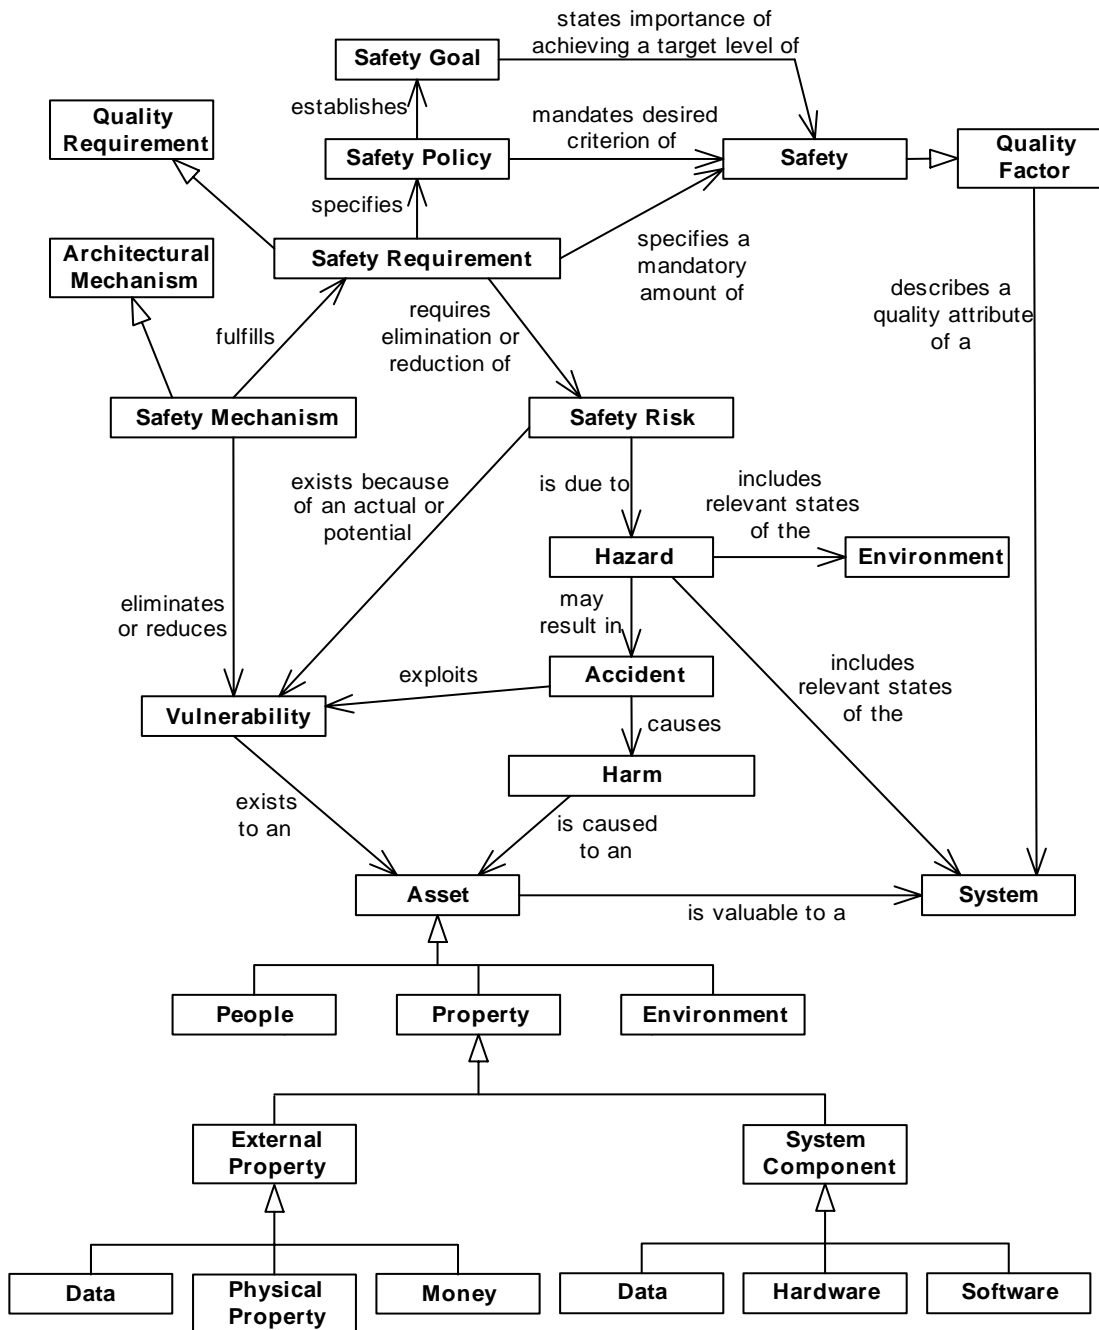 states importance of
achieving a target level of
Safety Goal
establishes
Quality
Requirement
mandates desired
criterion of
Safety Policy
Safety
Quality
Factor
specifies
Architectural
Mechanism
Safety Requirement
specifies a
mandatory
amount of
describes a
quality attribute
of a
fulfills
requires
elimination or
reduction of
Safety Mechanism
Safety Risk
exists because
of an actual or
potential
is due to
includes
relevant states
of the
Hazard
Environment
eliminates
or reduces
may
result in
exploits
Accident
includes
relevant states
of the
Vulnerability
causes
Harm
exists
to an
is caused
to an
Asset
is valuable to a
System
People
Property
Environment
External
Property
System
Component
Data
Physical
Property
Money
Data
Hardware
Software